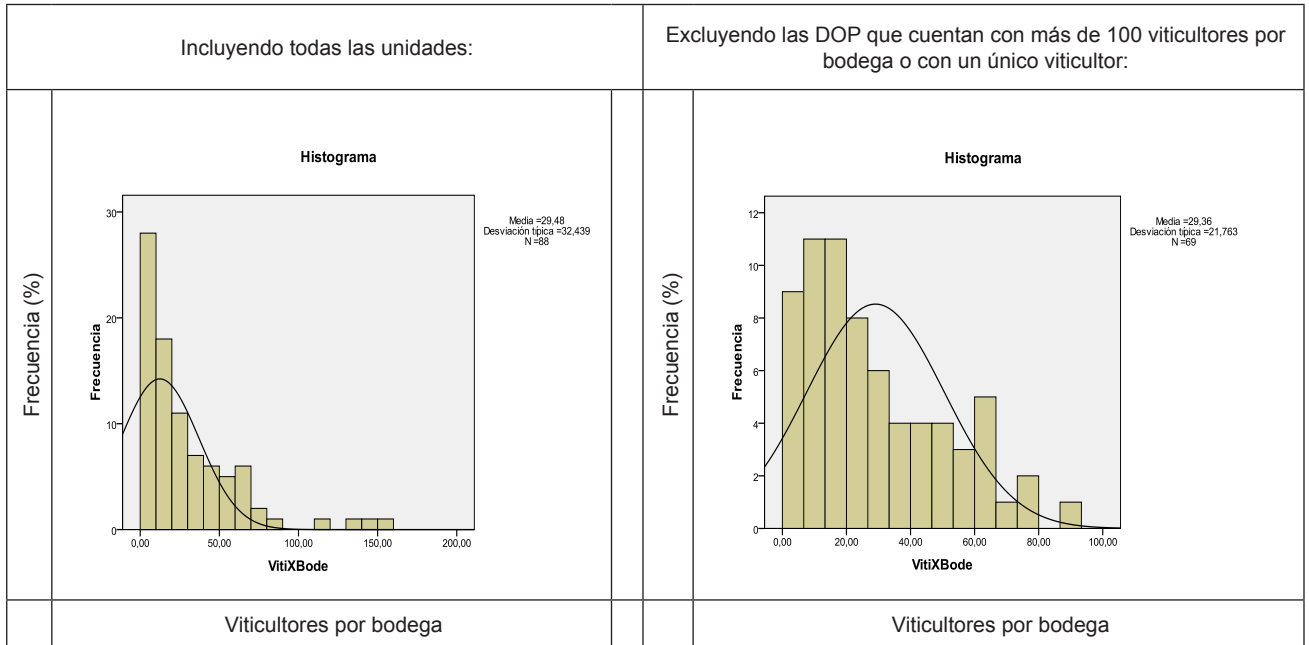 Incluyendo todas las unidades:
Excluyendo las DOP que cuentan con más de 100 viticultores por
bodega o con un único viticultor:
Frecuencia (%)
Histograma
Media =29,48
Desviación típica =32,439
N =88
Frecuencia
30
20
10
0
0,00 50,00 100,00 150,00 200,00
VitiXBode
Frecuencia (%)
Histograma
Media =29,36
Desviación típica =21,763
N =69
Frecuencia
12
10
8
6
4
2
0
0,00 20,00 40,00 60,00 80,00 100,00
VitiXBode
Viticultores por bodega
Viticultores por bodega